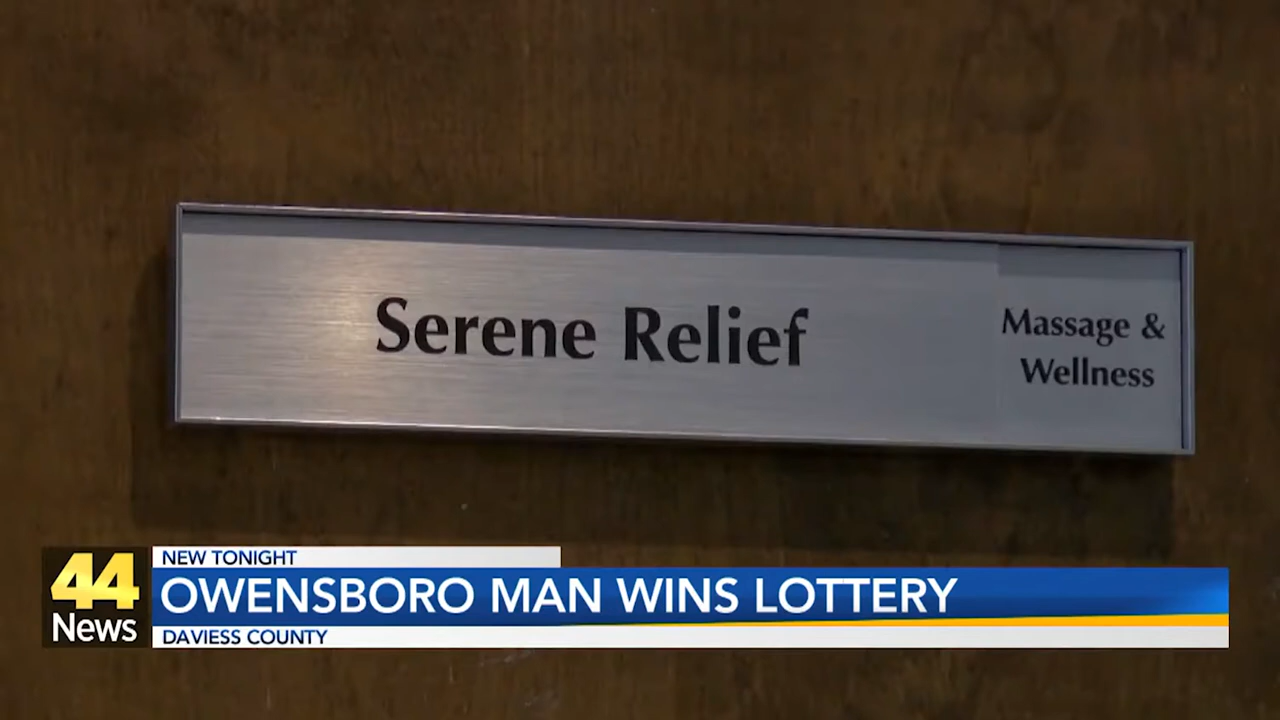 Serene Relief
Massage &
Wellness
44
News
NEW TONIGHT
OWENSBORO MAN WINS LOTTERY
DAVIESS COUNTY